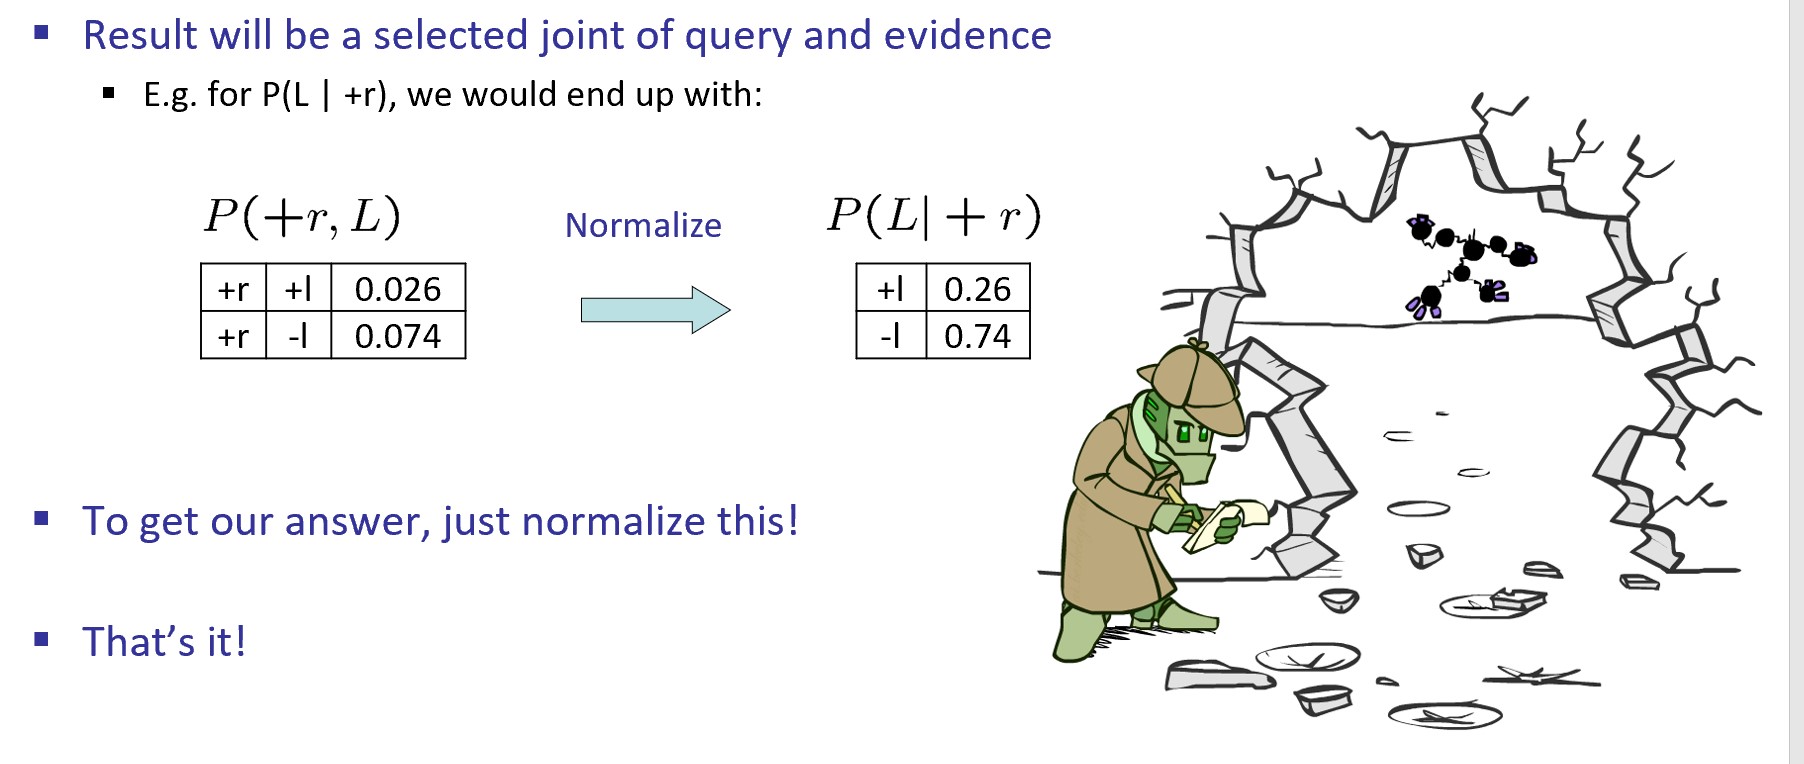 Result will be a selected joint of query and evidence
E.g. for P(L | +r), we would end up with:
P(+r, L)
Normalize
P(L| + r)
+r +l 0.026
+r -l 0.074
+l 0.26
-l 0.74
To get our answer, just normalize this!
That’s it!